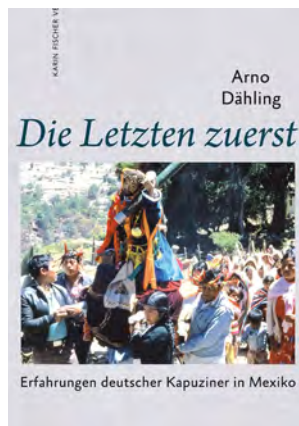 KARIN FISCHER VE
Arno
Dähling
Die Letzten zuerst
Erfahrungen deutscher Kapuziner in Mexiko